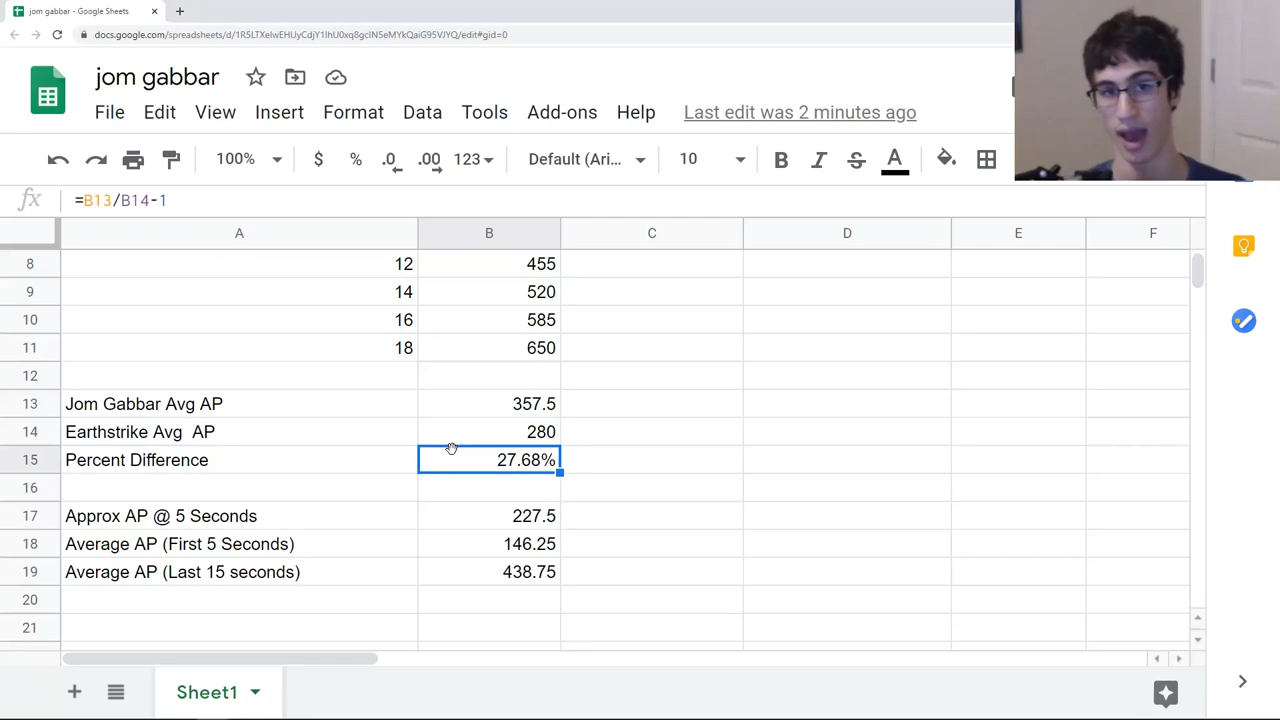 jom gabbar - Google Sheets
docs.google.com/spreadsheets/d/1R5LTXelwEHUyCdjY1IhU0xq8gclN5eMYkQaiG95VJYQ/edit#gid=0
jom gabbar
File Edit View Insert Format Data Tools Add-ons Help Last edit was 2 minutes ago
100% $ % .0 .00 123 Default (Ari... 10 B I S A
fx =B13/B14-1
A B C D E F
8 12 455
9 14 520
10 16 585
11 18 650
12
13 Jom Gabbar Avg AP 357.5
14 Earthstrike Avg AP 280
15 Percent Difference 27.68%
16
17 Approx AP @ 5 Seconds 227.5
18 Average AP (First 5 Seconds) 146.25
19 Average AP (Last 15 seconds) 438.75
20
21
Sheet1